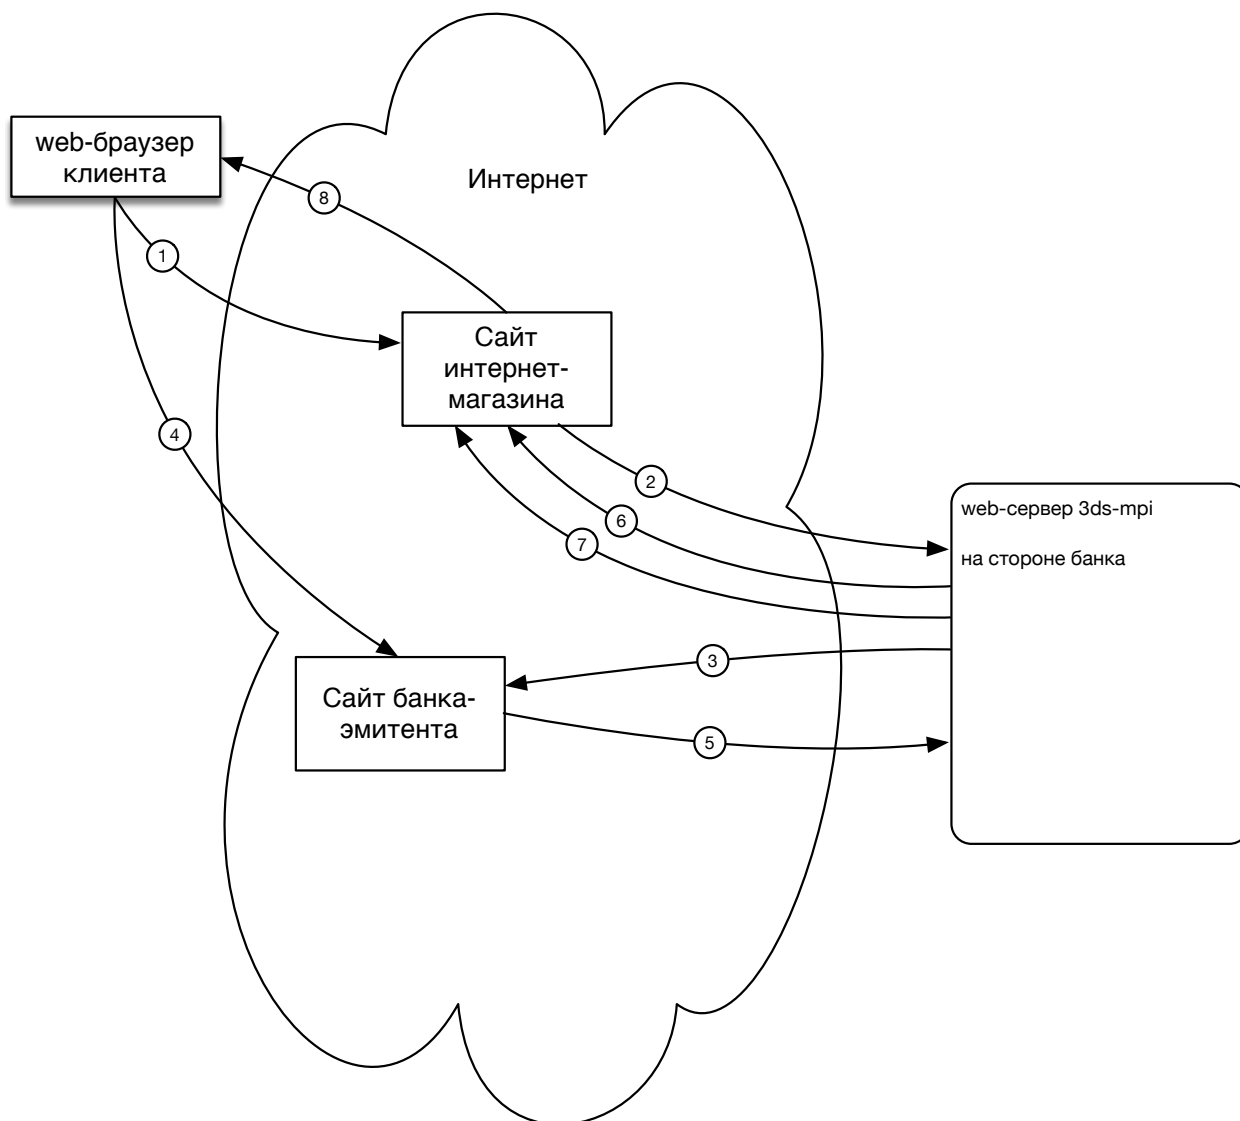 web-браузер
клиента
Интернет
8
1
Сайт
интернет-
магазина
4
2
6
7
web-сервер 3ds-mpi
на стороне банка
3
Сайт банка-
эмитента
5